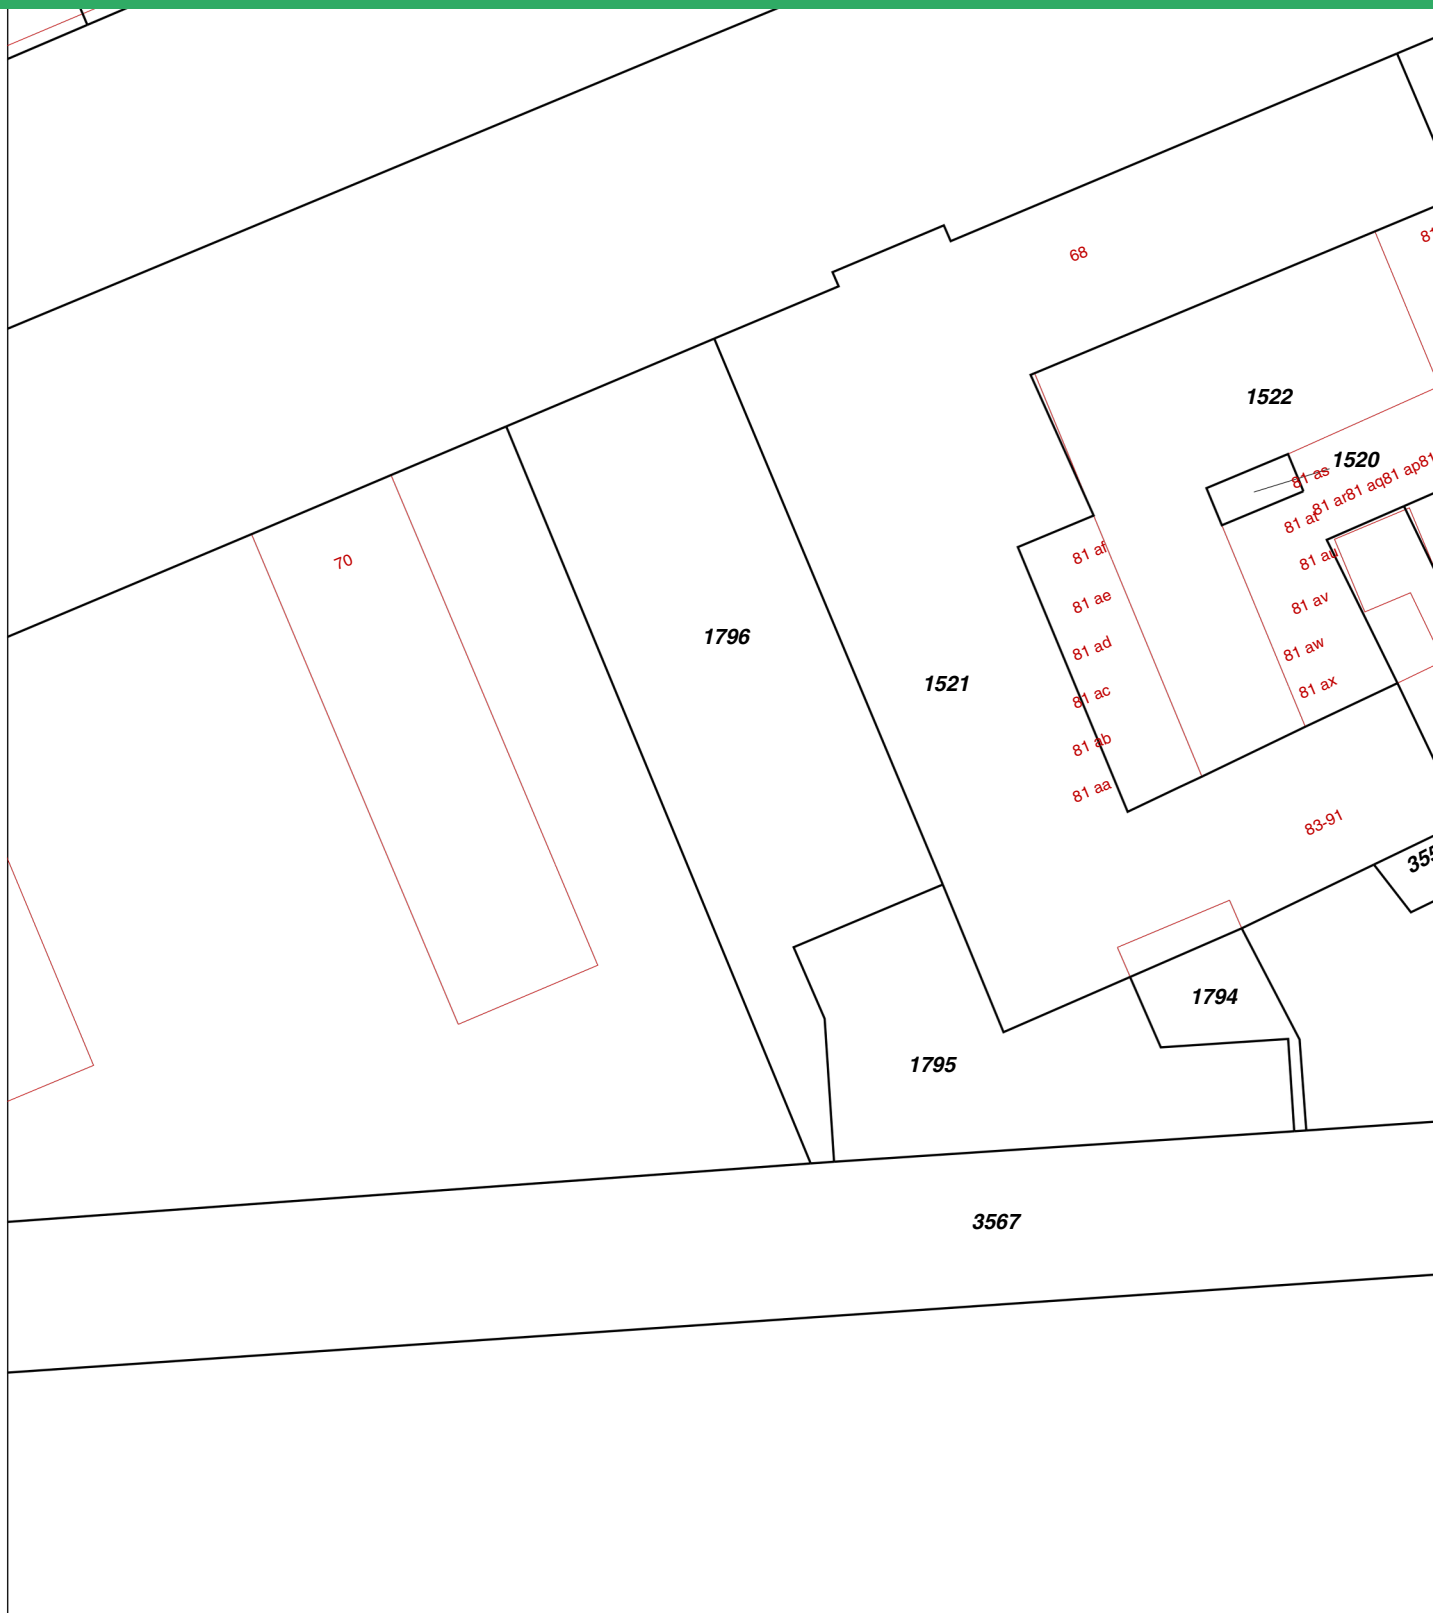 68
1522
1520
81 as
81 ap
81 aq
81 ar
81 at
70
81 af
81 au
81 ae
81 av
1796
81 ad
81 aw
1521
81 ac
81 ax
81 ab
81 aa
83-91
1794
1795
3567